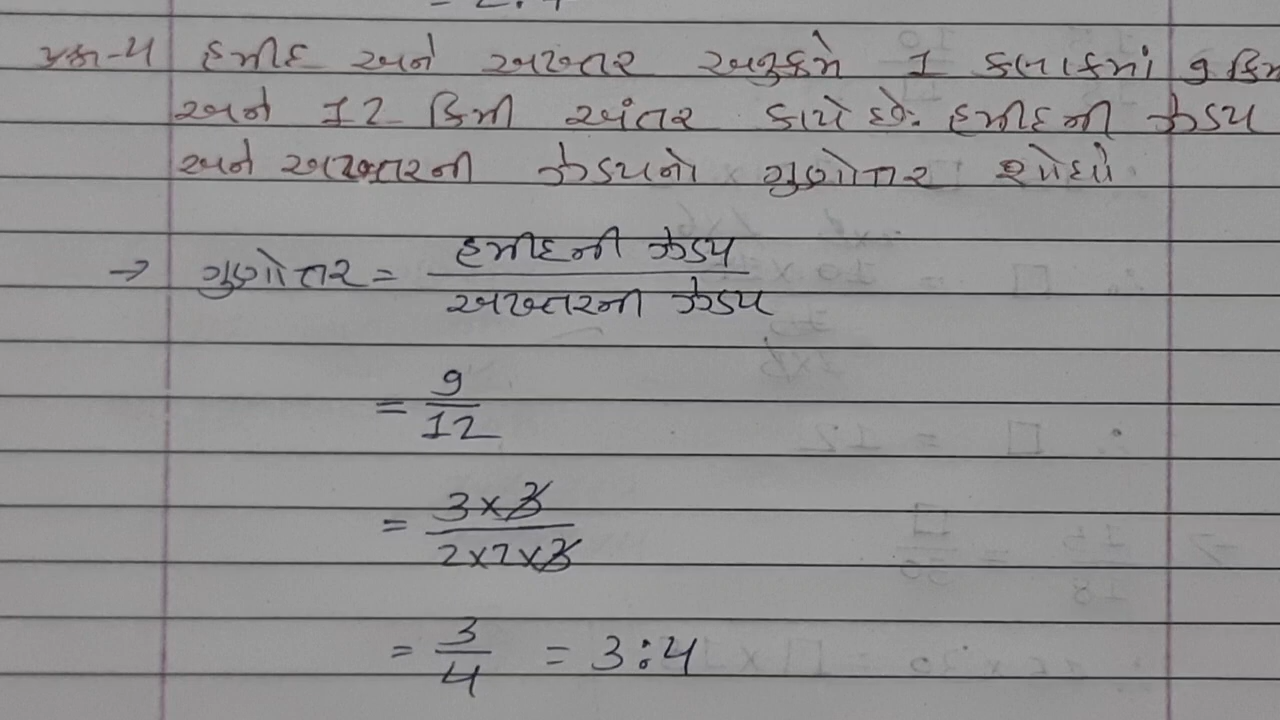 પ્રશ્ન-5 હમીદ અને અખ્તર અનુક્રમે 1 કલાકમાં 9 કિમ
અને 12 કિમી અંતર કાપે છે. હમીદની ઝડપ
અને અખ્તરની ઝડપનો ગુણોત્તર શોધો
→ ગુણોત્તર = હમીદની ઝડપ / અખ્તરની ઝડપ
= 9 / 12
= 3 × 3 / 2 × 2 × 3
= 3 / 4 = 3 : 4